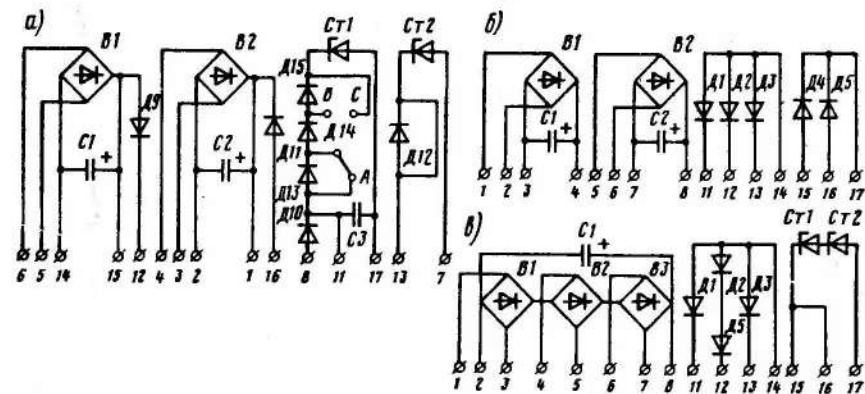 а)
В1
В2
Д9
С1
+
С2
+
Ст1
Д15
В
С
Д14
Д11
А
Д13
Д10
С3
Ст2
Д12
6 5 14 15 12 4 3 2 1 16 8 11 17 13 7
б)
В1
В2
С1
+
С2
+
Д1 Д2 Д3
Д4 Д5
1 2 3 4 5 6 7 8 11 12 13 14 15 16 17
в)
С1
+
В1 В2 В3
Д1 Д2 Д3
Д5
Ст1 Ст2
1 2 3 4 5 6 7 8 11 12 13 14 15 16 17